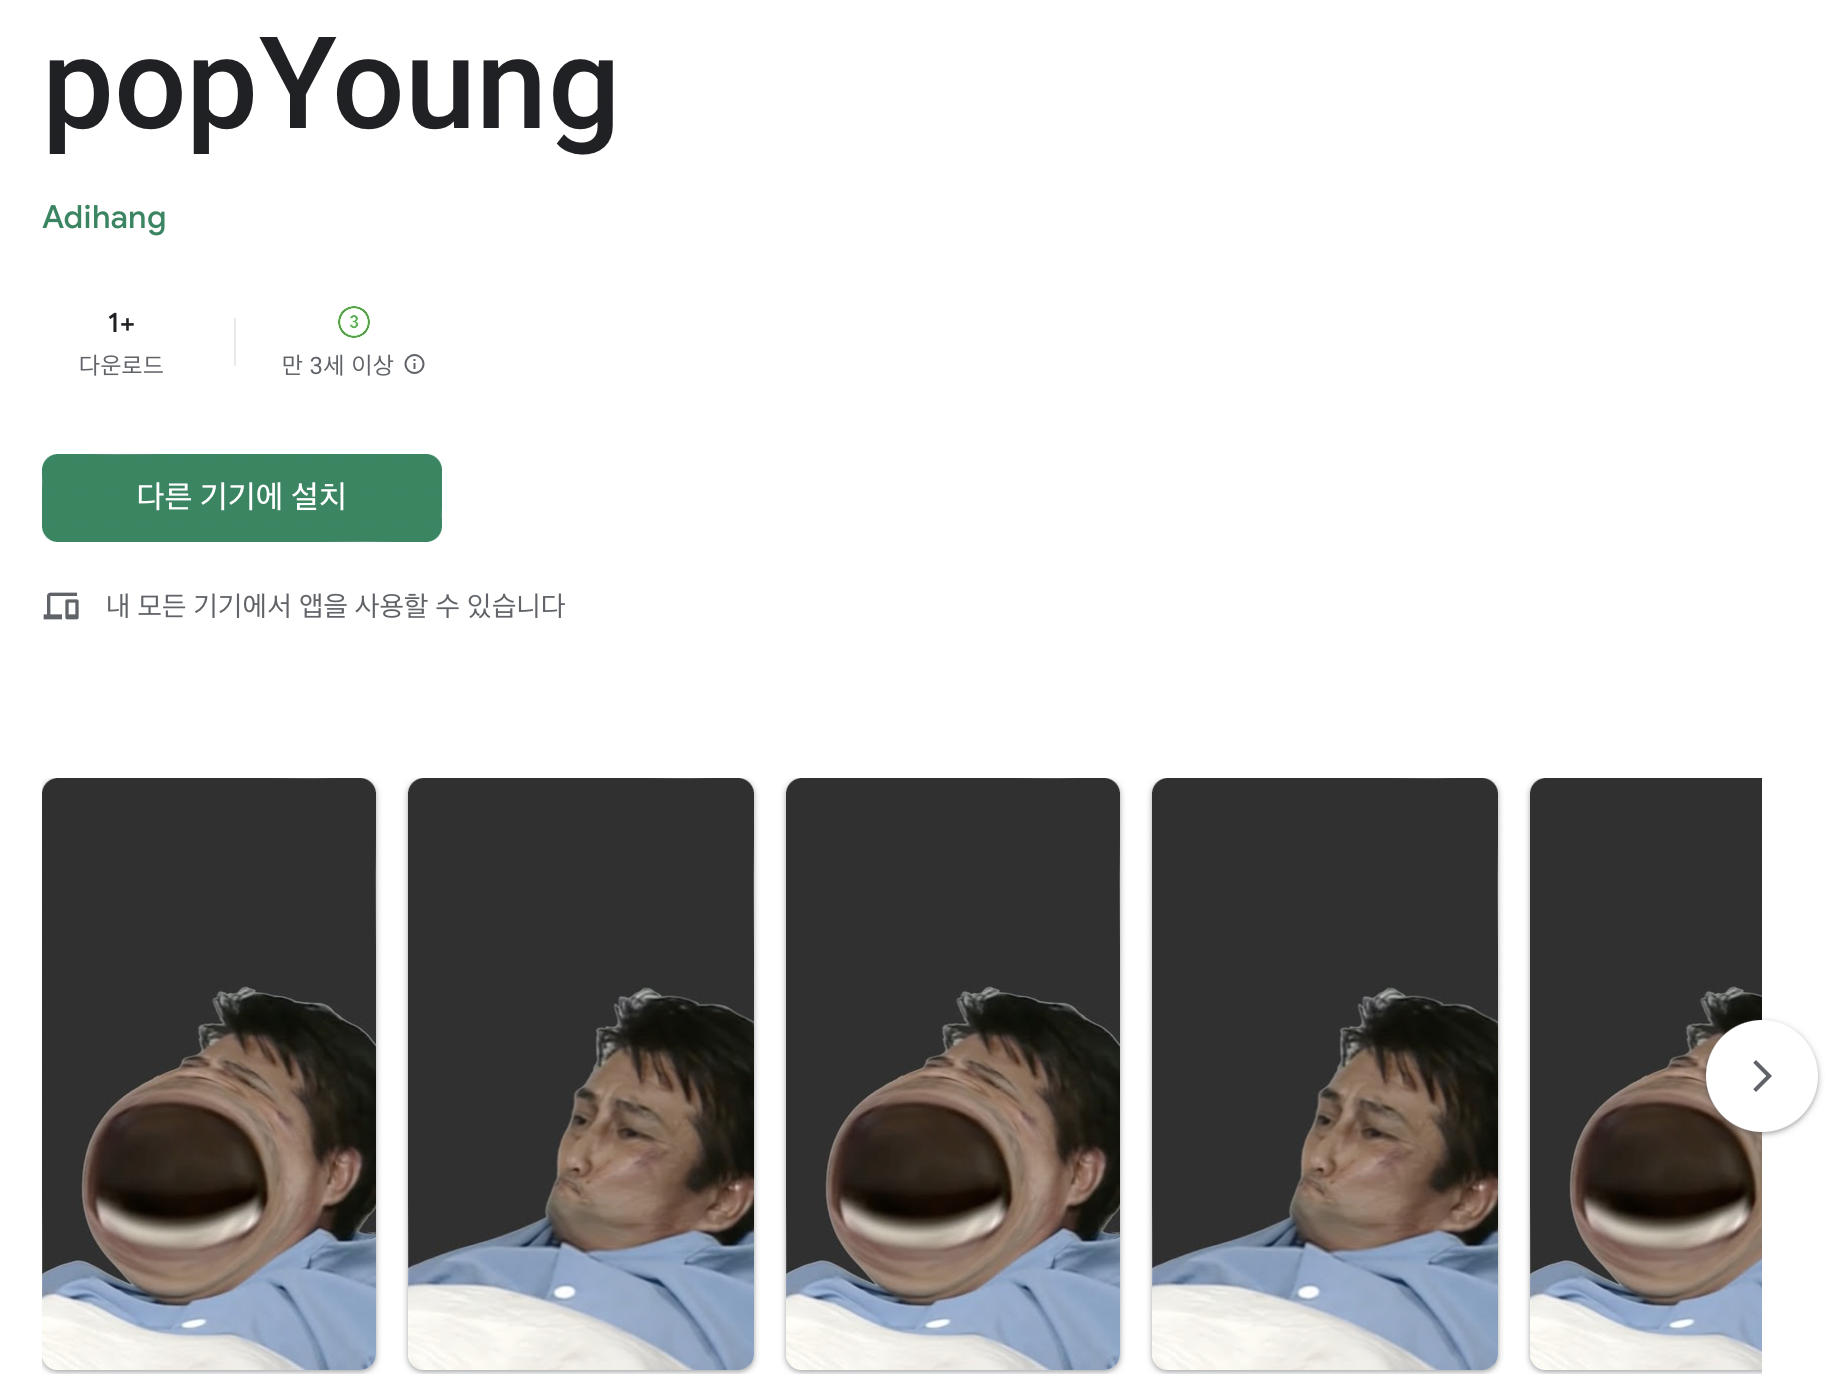 popYoung
Adihang
1+
다운로드
3
만 3세 이상
다른 기기에 설치
내 모든 기기에서 앱을 사용할 수 있습니다